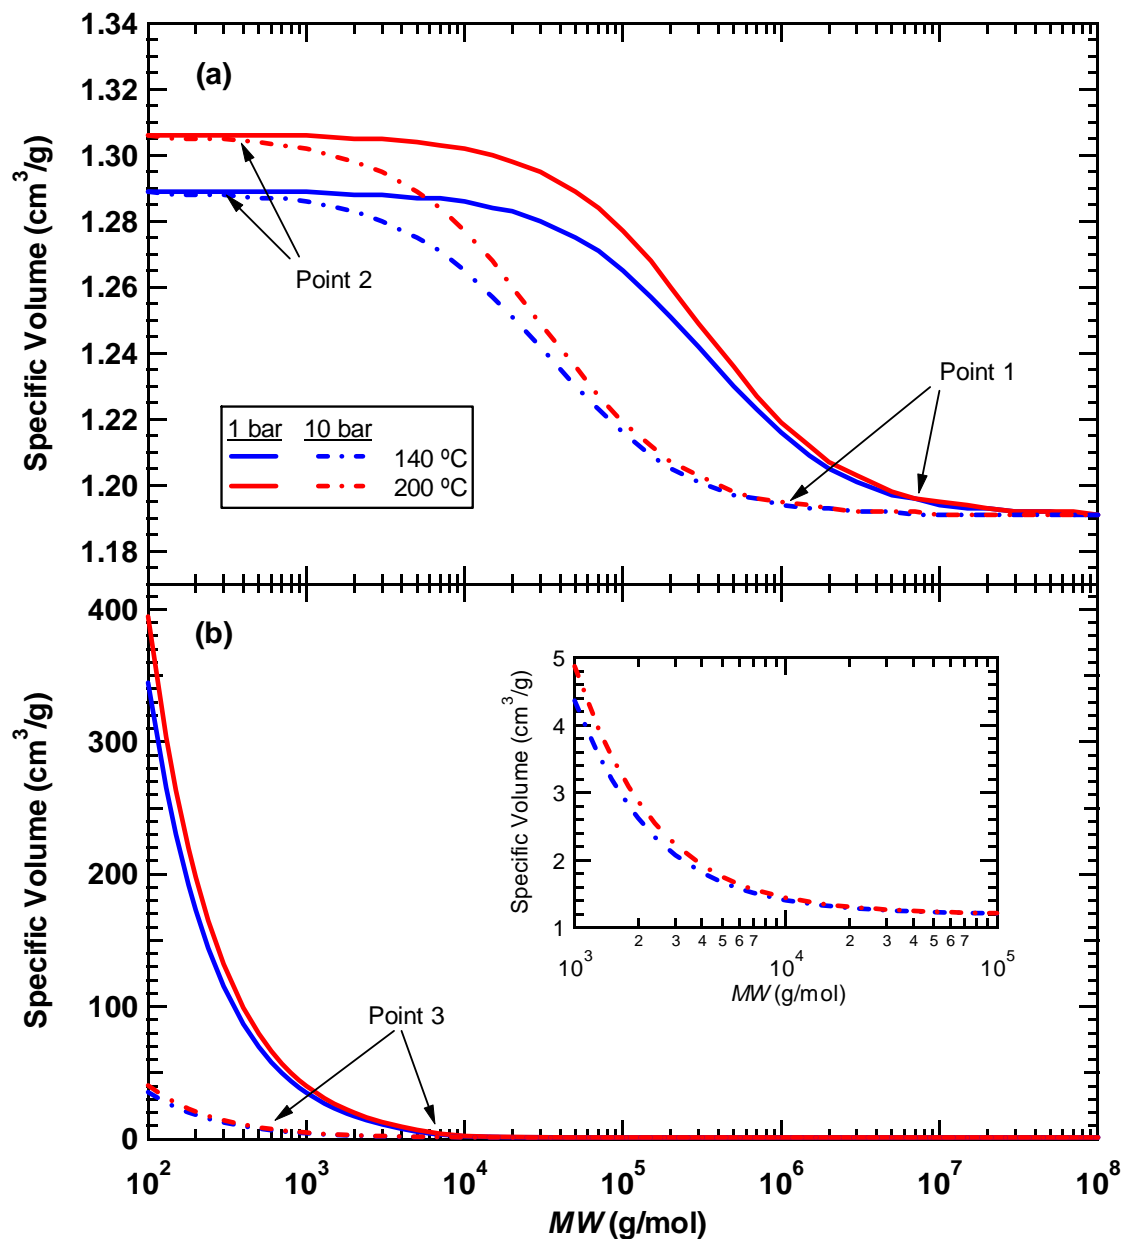 (a)
Specific Volume (cm³/g)
1.34
1.32
1.30
1.28
1.26
1.24
1.22
1.20
1.18
Point 2
Point 1
1 bar 10 bar
140 ºC
200 ºC
(b)
Specific Volume (cm³/g)
400
300
200
100
0
Point 3
Specific Volume (cm³/g)
5
4
3
2
1
2 3 4 5 6 7 2 3 4 5 6 7
10³ 10⁴ 10⁵
MW (g/mol)
10² 10³ 10⁴ 10⁵ 10⁶ 10⁷ 10⁸
MW (g/mol)